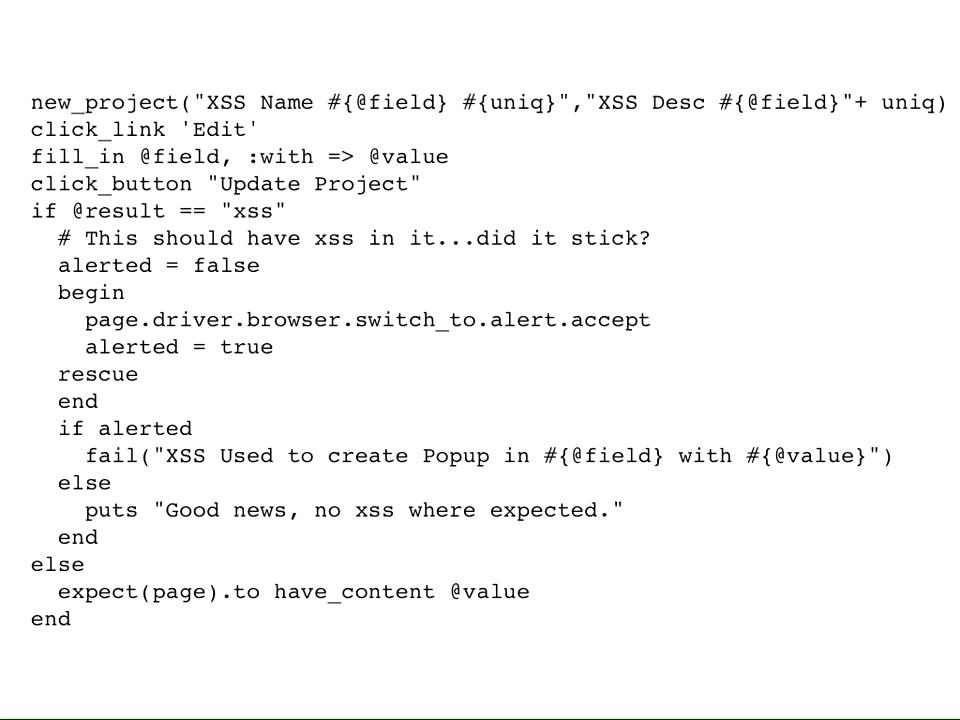 new_project("XSS Name #{@field} #{uniq}","XSS Desc #{@field}"+ uniq)
click_link 'Edit'
fill_in @field, :with => @value
click_button "Update Project"
if @result == "xss"
  # This should have xss in it...did it stick?
  alerted = false
  begin
    page.driver.browser.switch_to.alert.accept
    alerted = true
  rescue
  end
  if alerted
    fail("XSS Used to create Popup in #{@field} with #{@value}")
  else
    puts "Good news, no xss where expected."
  end
else
  expect(page).to have_content @value
end